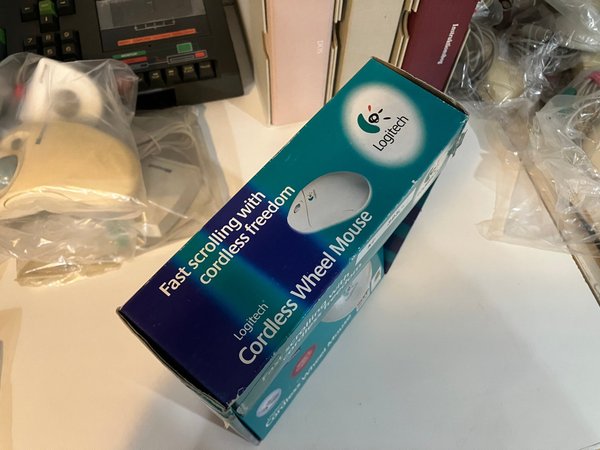 Logitech
Fast scrolling with
cordless freedom
Logitech
Cordless Wheel Mouse
Cordless Wheel Mouse